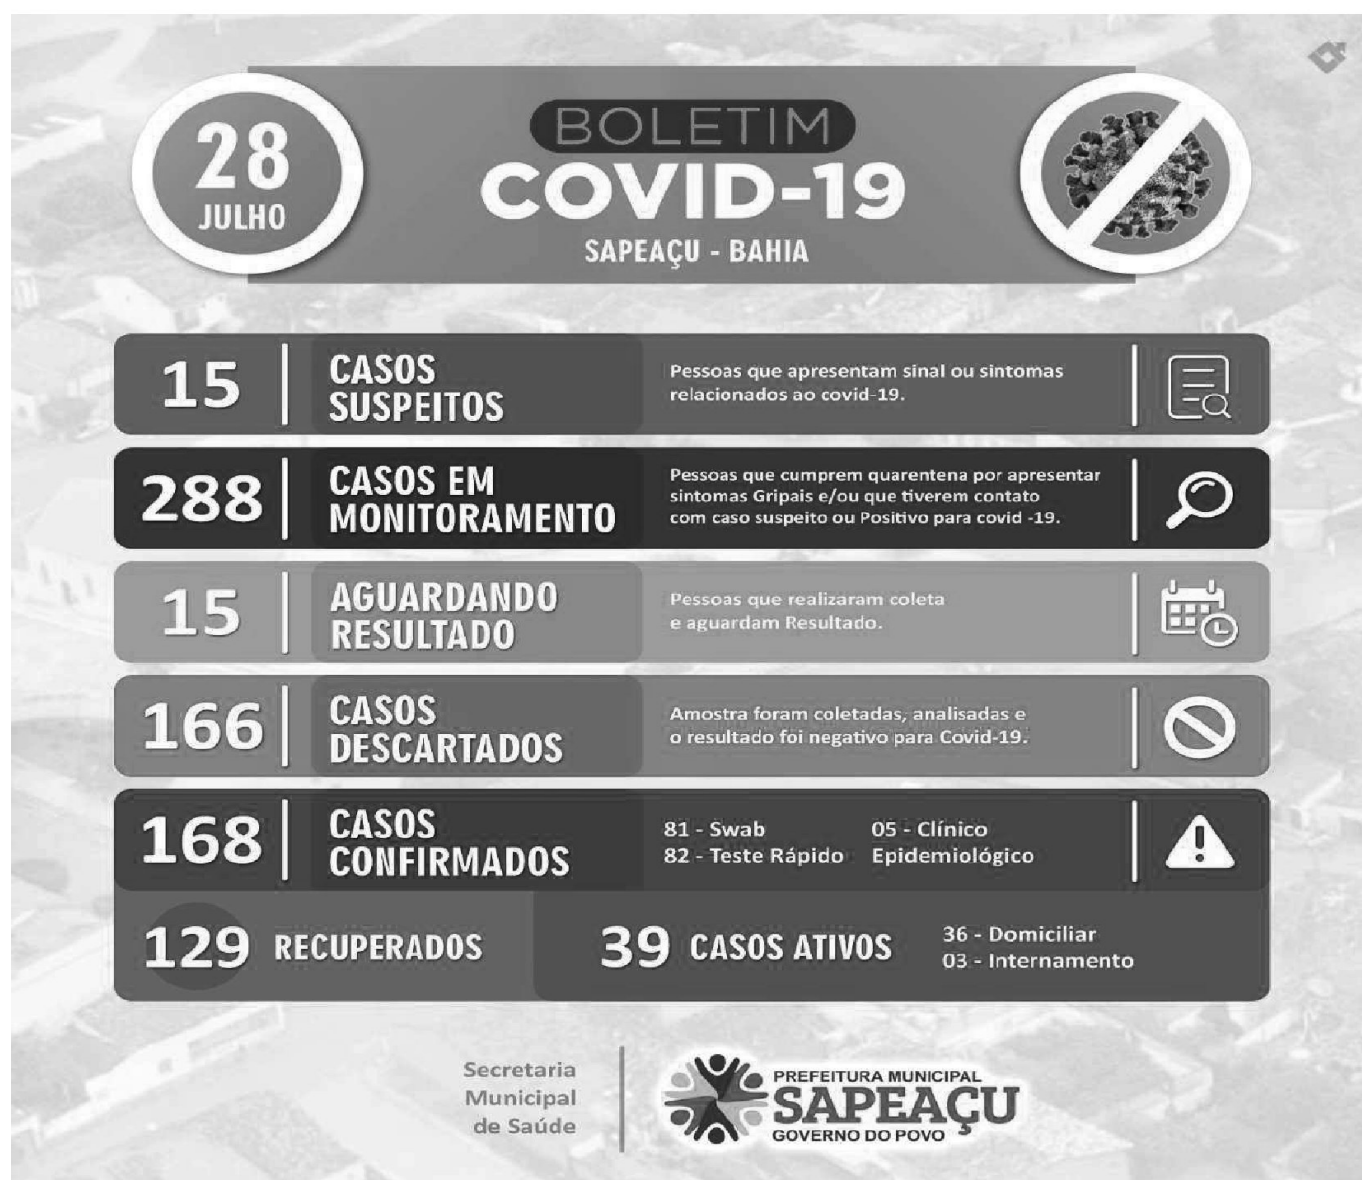 28
JULHO
BOLETIM
COVID-19
SAPEAÇU - BAHIA
15
CASOS
SUSPEITOS
Pessoas que apresentam sinal ou sintomas
relacionados ao covid-19.
288
CASOS EM
MONITORAMENTO
Pessoas que cumprem quarentena por apresentar
sintomas Gripais e/ou que tiverem contato
com caso suspeito ou Positivo para covid -19.
15
AGUARDANDO
RESULTADO
Pessoas que realizaram coleta
e aguardam Resultado.
166
CASOS
DESCARTADOS
Amostra foram coletadas, analisadas e
o resultado foi negativo para Covid-19.
168
CASOS
CONFIRMADOS
81 - Swab
82 - Teste Rápido
05 - Clínico
Epidemiológico
129 RECUPERADOS
39 CASOS ATIVOS
36 - Domiciliar
03 - Internamento
Secretaria
Municipal
de Saúde
PREFEITURA MUNICIPAL
SAPEAÇU
GOVERNO DO POVO